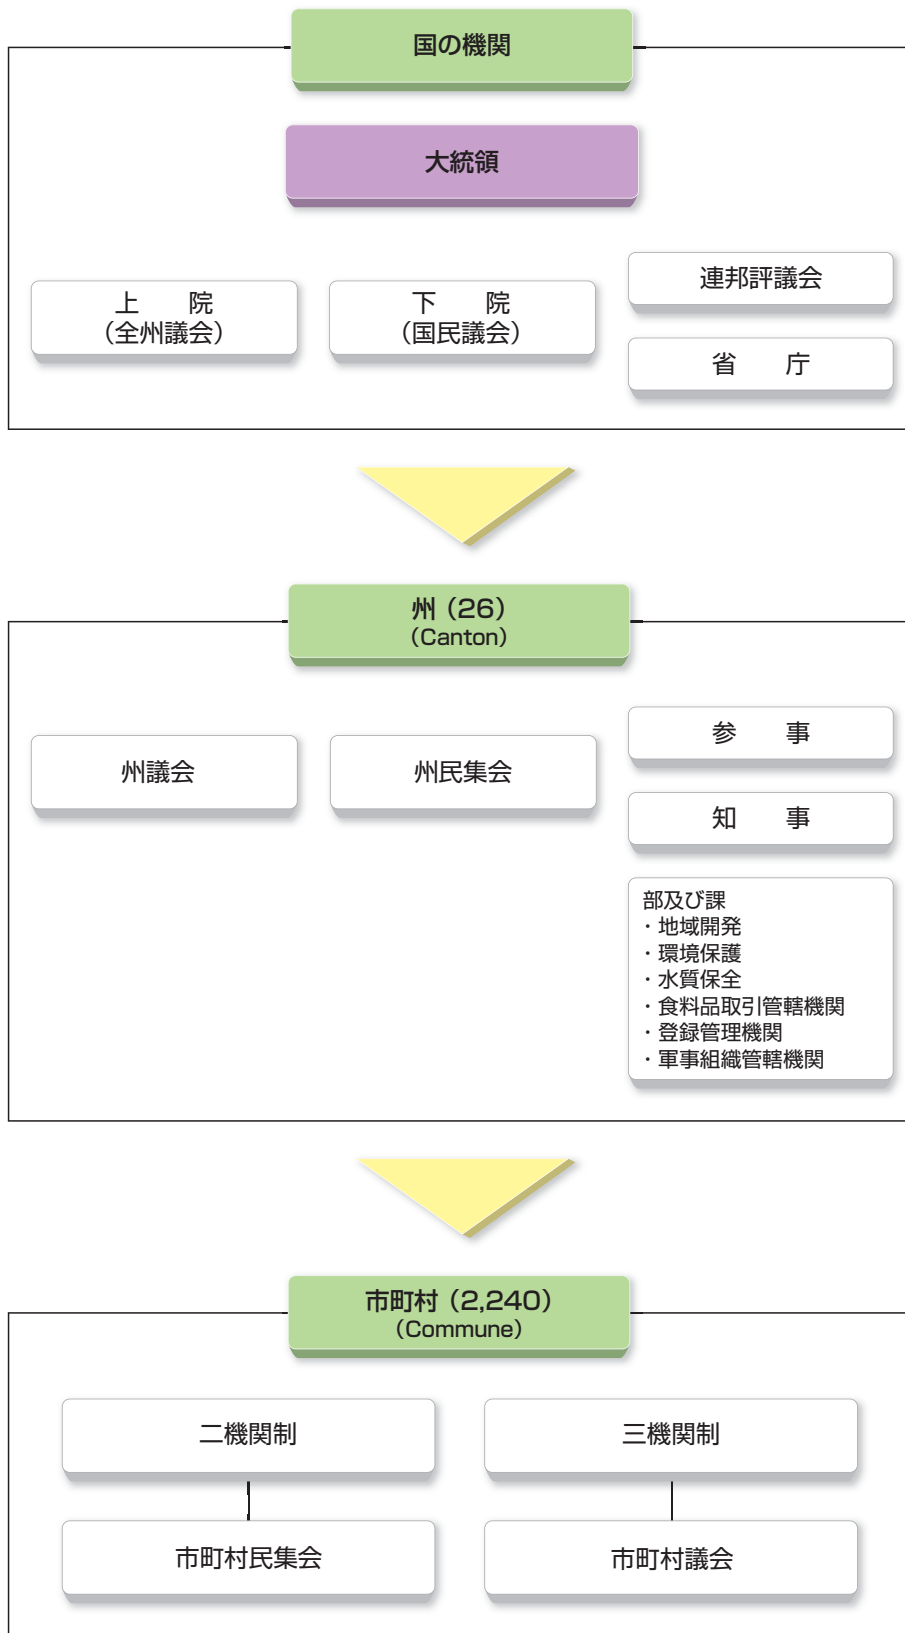 国の機関
大統領
上　　院
（全州議会）
下　　院
（国民議会）
連邦評議会
省　　庁
州（26）
（Canton）
州議会
州民集会
参　　事
知　　事
部及び課
・地域開発
・環境保護
・水質保全
・食料品取引管轄機関
・登録管理機関
・軍事組織管轄機関
市町村（2,240）
（Commune）
二機関制
三機関制
市町村民集会
市町村議会